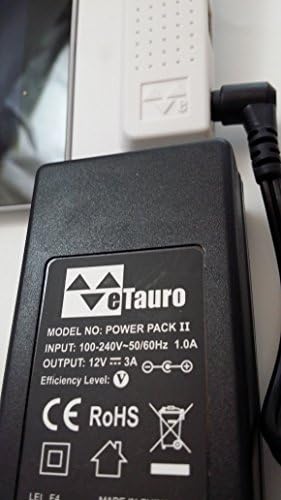 eTauro
MODEL NO: POWER PACK II
INPUT: 100-240V~50/60Hz 1.0A
OUTPUT: 12V⎓3A
Efficiency Level: V
CE RoHS